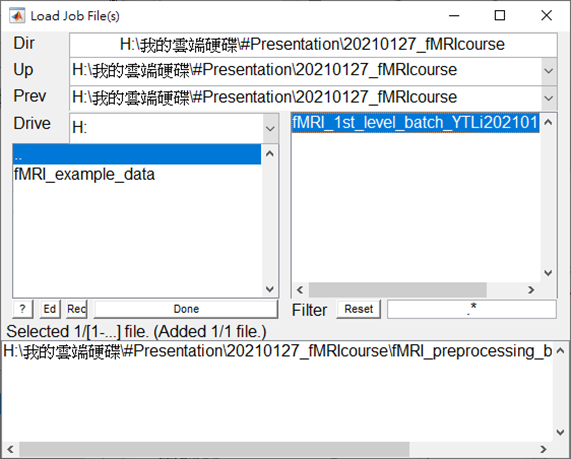 Load Job File(s)
Dir H:\我的雲端硬碟\#Presentation\20210127_fMRIcourse
Up H:\我的雲端硬碟\#Presentation\20210127_fMRIcourse
Prev H:\我的雲端硬碟\#Presentation\20210127_fMRIcourse
Drive H:
fMRI_1st_level_batch_YTLi202101
..
fMRI_example_data
? Ed Rec Done
Filter Reset .*
Selected 1/[1-...] file. (Added 1/1 file.)
H:\我的雲端硬碟\#Presentation\20210127_fMRIcourse\fMRI_preprocessing_b